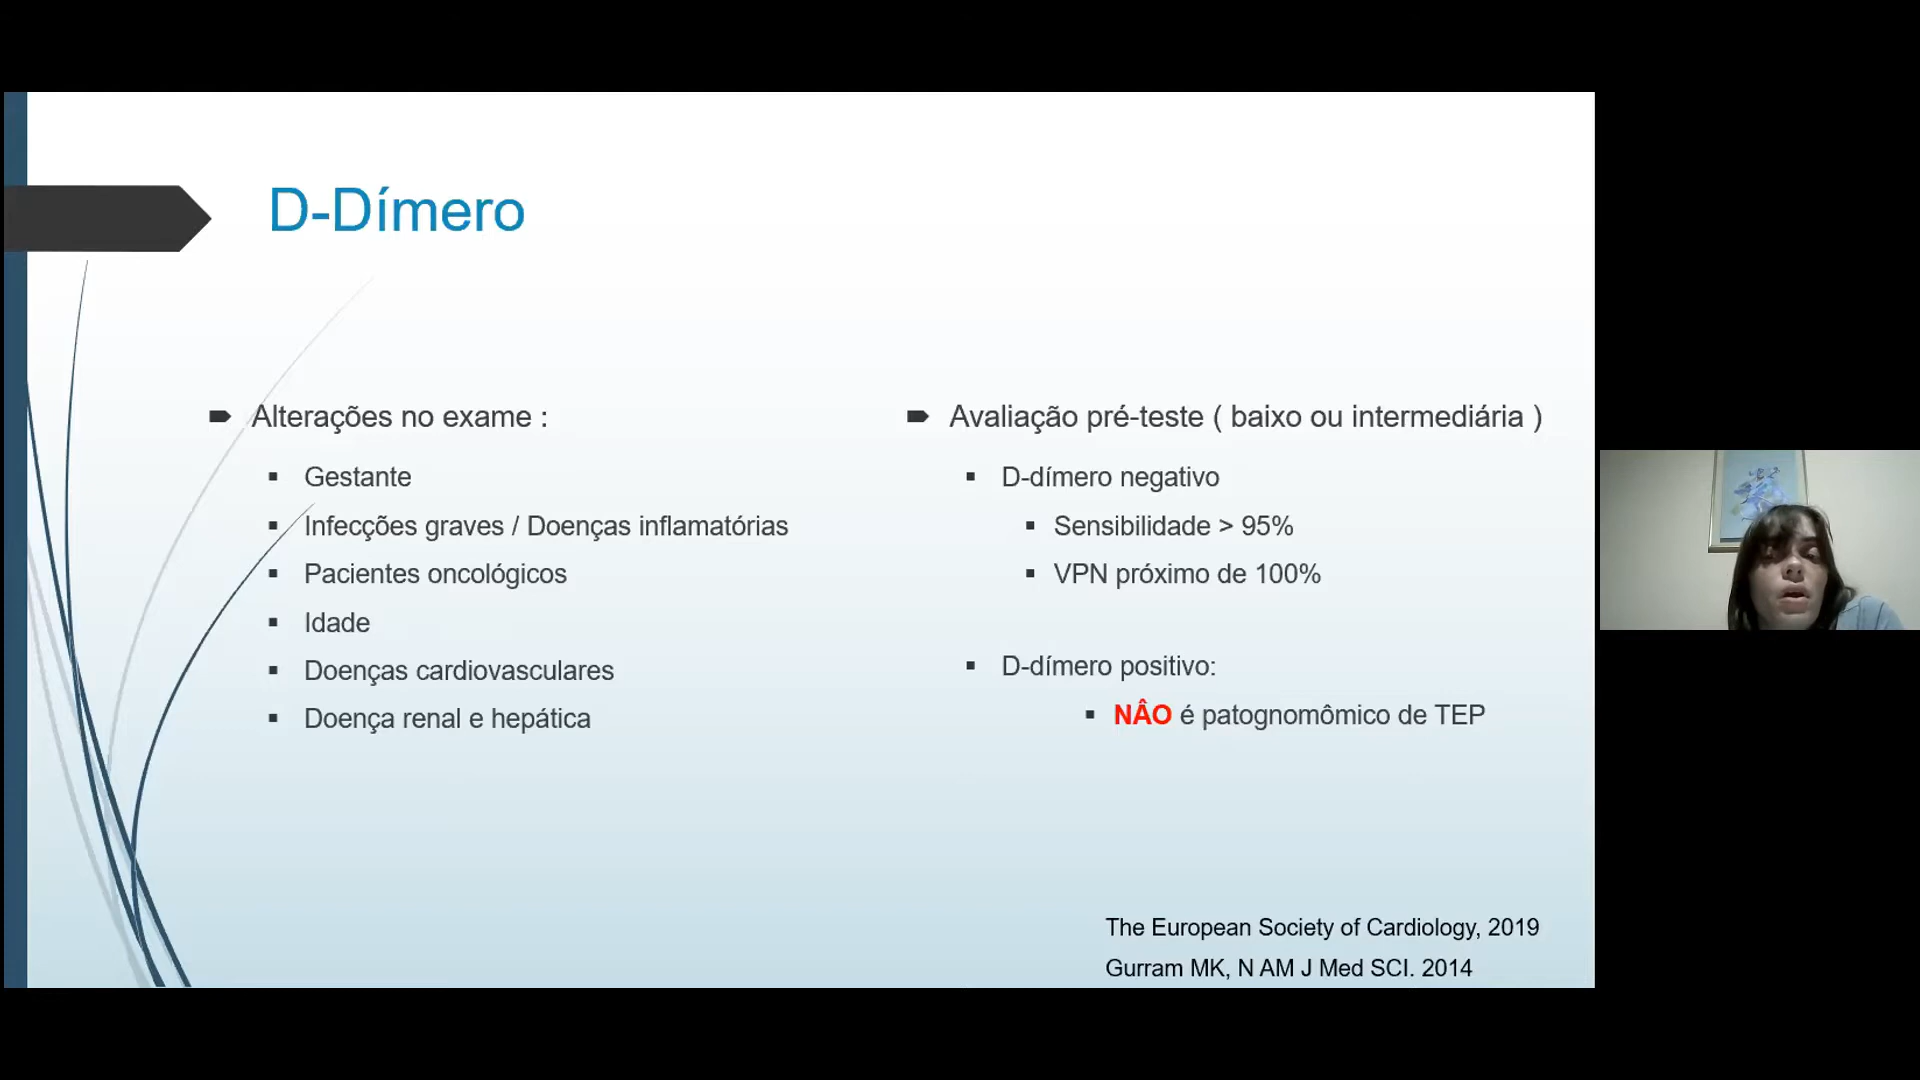 D-Dímero
Alterações no exame :
Gestante
Infecções graves / Doenças inflamatórias
Pacientes oncológicos
Idade
Doenças cardiovasculares
Doença renal e hepática
Avaliação pré-teste ( baixo ou intermediária )
D-dímero negativo
Sensibilidade > 95%
VPN próximo de 100%
D-dímero positivo:
NÂO é patognomômico de TEP
The European Society of Cardiology, 2019
Gurram MK, N AM J Med SCI. 2014